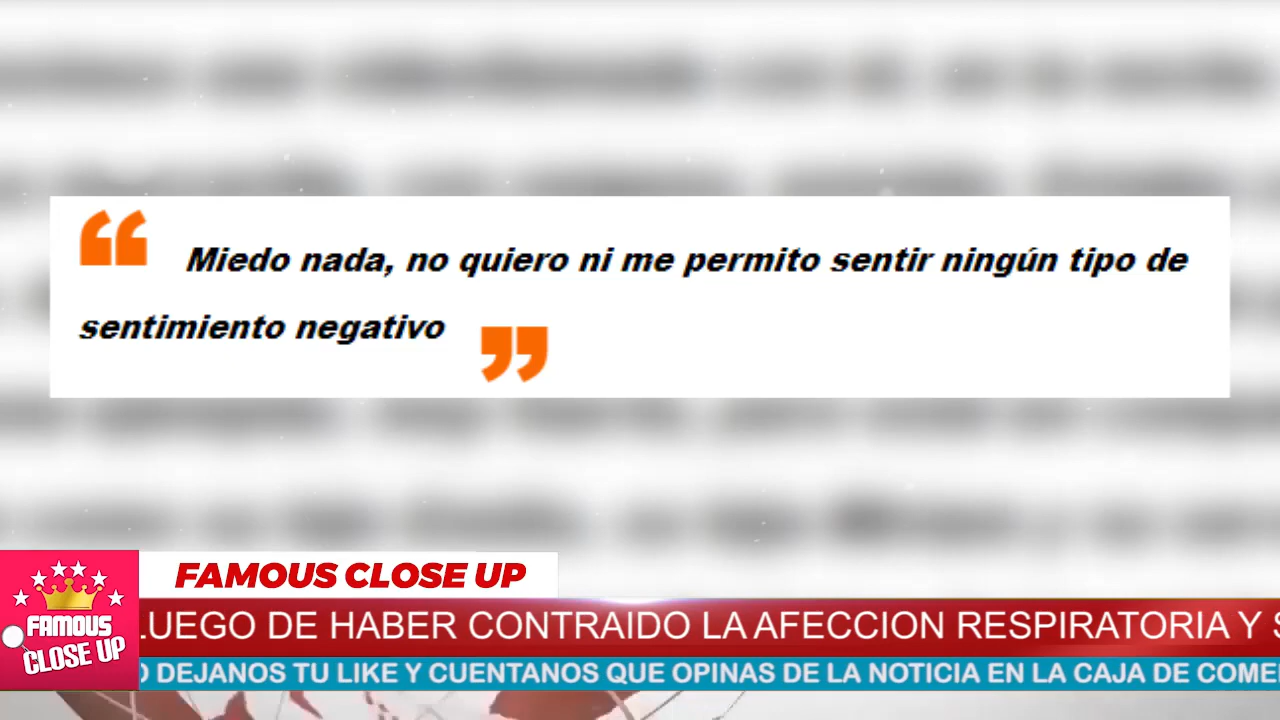 “ Miedo nada, no quiero ni me permito sentir ningún tipo de
sentimiento negativo ”
FAMOUS CLOSE UP
FAMOUS
CLOSE UP
LUEGO DE HABER CONTRAIDO LA AFECCION RESPIRATORIA Y
DEJANOS TU LIKE Y CUENTANOS QUE OPINAS DE LA NOTICIA EN LA CAJA DE